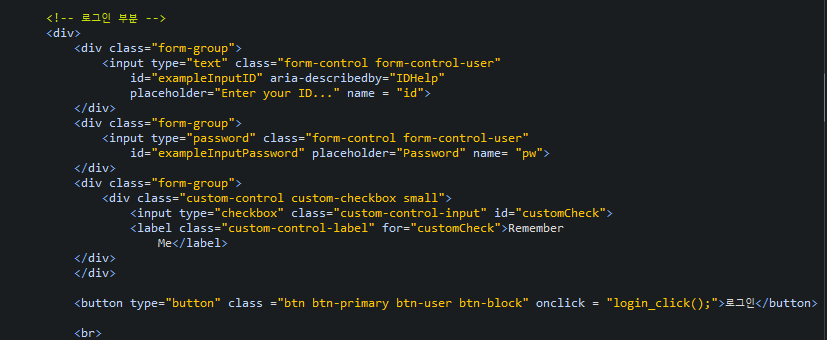 <!-- 로그인 부분 -->
<div>
<div class="form-group">
<input type="text" class="form-control form-control-user"
id="exampleInputID" aria-describedby="IDHelp"
placeholder="Enter your ID..." name = "id">
</div>
<div class="form-group">
<input type="password" class="form-control form-control-user"
id="exampleInputPassword" placeholder="Password" name= "pw">
</div>
<div class="form-group">
<div class="custom-control custom-checkbox small">
<input type="checkbox" class="custom-control-input" id="customCheck">
<label class="custom-control-label" for="customCheck">Remember
Me</label>
</div>
</div>
<button type="button" class ="btn btn-primary btn-user btn-block" onclick = "login_click();">로그인</button>
<br>